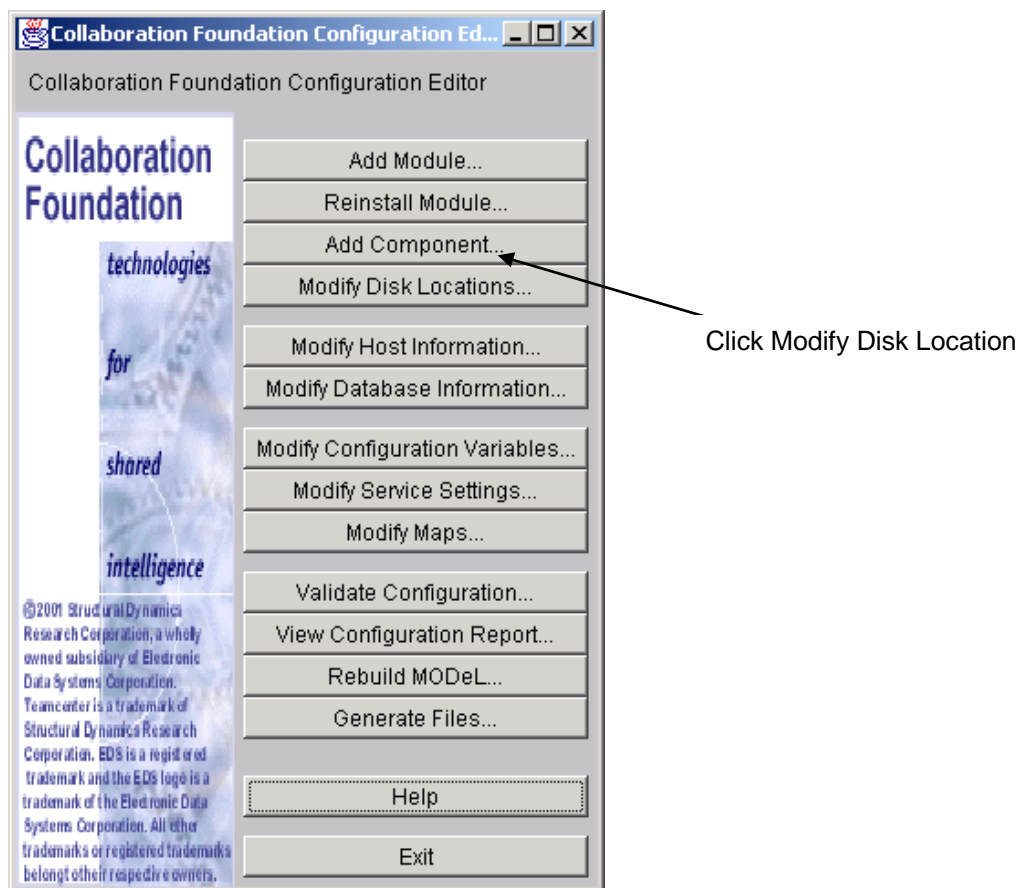 Collaboration Foundation Configuration Ed...
Collaboration Foundation Configuration Editor
Collaboration
Foundation
technologies
for
shared
intelligence
©2001 Structural Dynamics
Research Corporation, a wholly
owned subsidiary of Electronic
Data Systems Corporation.
Teamcenter is a trademark of
Structural Dynamics Research
Corporation. EDS is a registered
trademark and the EDS logo is a
trademark of the Electronic Data
Systems Corporation. All other
trademarks or registered trademarks
belongt otheir respective owners.
Add Module...
Reinstall Module...
Add Component...
Modify Disk Locations...
Modify Host Information...
Modify Database Information...
Modify Configuration Variables...
Modify Service Settings...
Modify Maps...
Validate Configuration...
View Configuration Report...
Rebuild MODeL...
Generate Files...
Help
Exit
Click Modify Disk Location